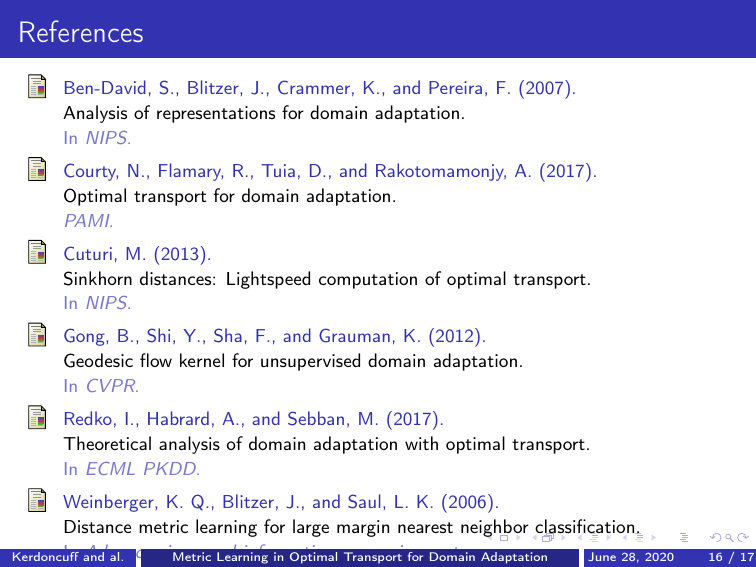 References
Ben-David, S., Blitzer, J., Crammer, K., and Pereira, F. (2007).
Analysis of representations for domain adaptation.
In NIPS.
Courty, N., Flamary, R., Tuia, D., and Rakotomamonjy, A. (2017).
Optimal transport for domain adaptation.
PAMI.
Cuturi, M. (2013).
Sinkhorn distances: Lightspeed computation of optimal transport.
In NIPS.
Gong, B., Shi, Y., Sha, F., and Grauman, K. (2012).
Geodesic flow kernel for unsupervised domain adaptation.
In CVPR.
Redko, I., Habrard, A., and Sebban, M. (2017).
Theoretical analysis of domain adaptation with optimal transport.
In ECML PKDD.
Weinberger, K. Q., Blitzer, J., and Saul, L. K. (2006).
Distance metric learning for large margin nearest neighbor classification.
Kerdoncuff and al. Metric Learning in Optimal Transport for Domain Adaptation June 28, 2020 16 / 17